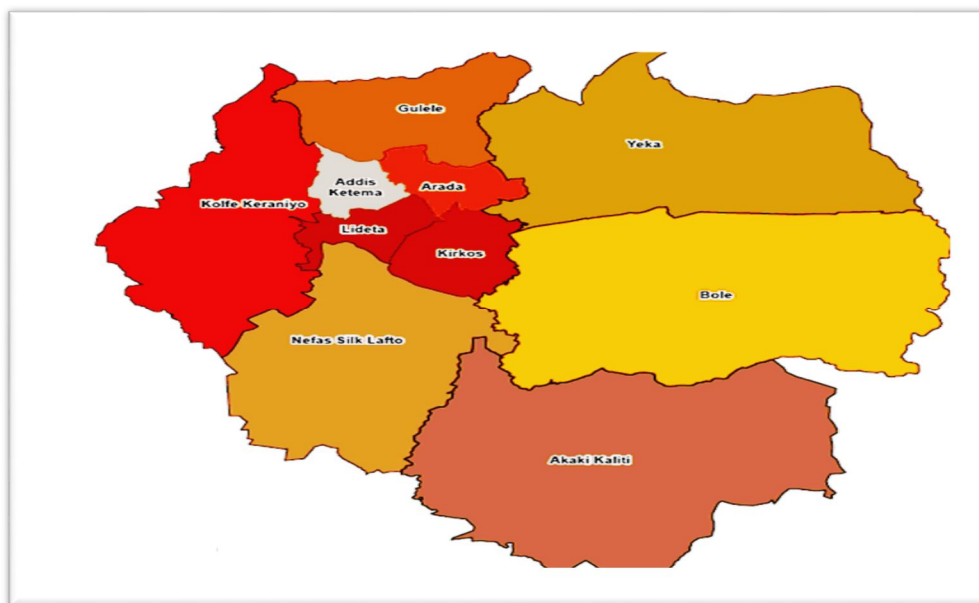 Gulele
Yeka
Addis
Ketema
Arada
Kolfe Keraniyo
Lideta
Kirkos
Bole
Nefas Silk Lafto
Akaki Kaliti